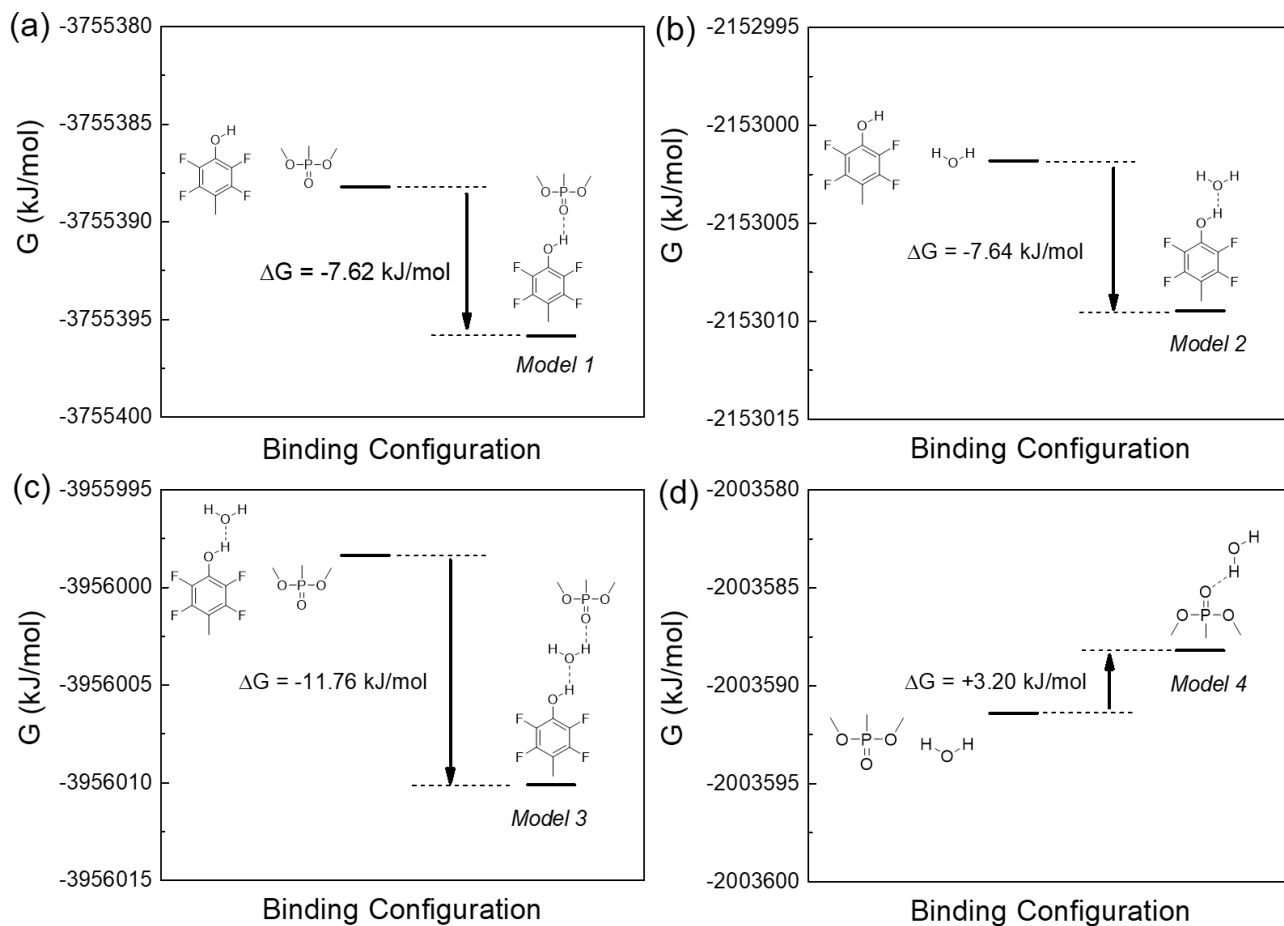 (a)
G (kJ/mol)
-3755380
-3755385
-3755390
-3755395
-3755400
H
O
F F
F F
O P O
O
ΔG = -7.62 kJ/mol
O P O
O
H
O
F F
F F
Model 1
Binding Configuration
(b)
G (kJ/mol)
-2152995
-2153000
-2153005
-2153010
-2153015
H
O
F F
F F
H O H
ΔG = -7.64 kJ/mol
H O H
H
O
F F
F F
Model 2
Binding Configuration
(c)
G (kJ/mol)
-3955995
-3956000
-3956005
-3956010
-3956015
H O H
H
O
F F
F F
O P O
O
ΔG = -11.76 kJ/mol
O P O
O
H O H
H
O
F F
F F
Model 3
Binding Configuration
(d)
G (kJ/mol)
-2003580
-2003585
-2003590
-2003595
-2003600
O P O
O
H O H
ΔG = +3.20 kJ/mol
O H
H
O
O P O
Model 4
Binding Configuration